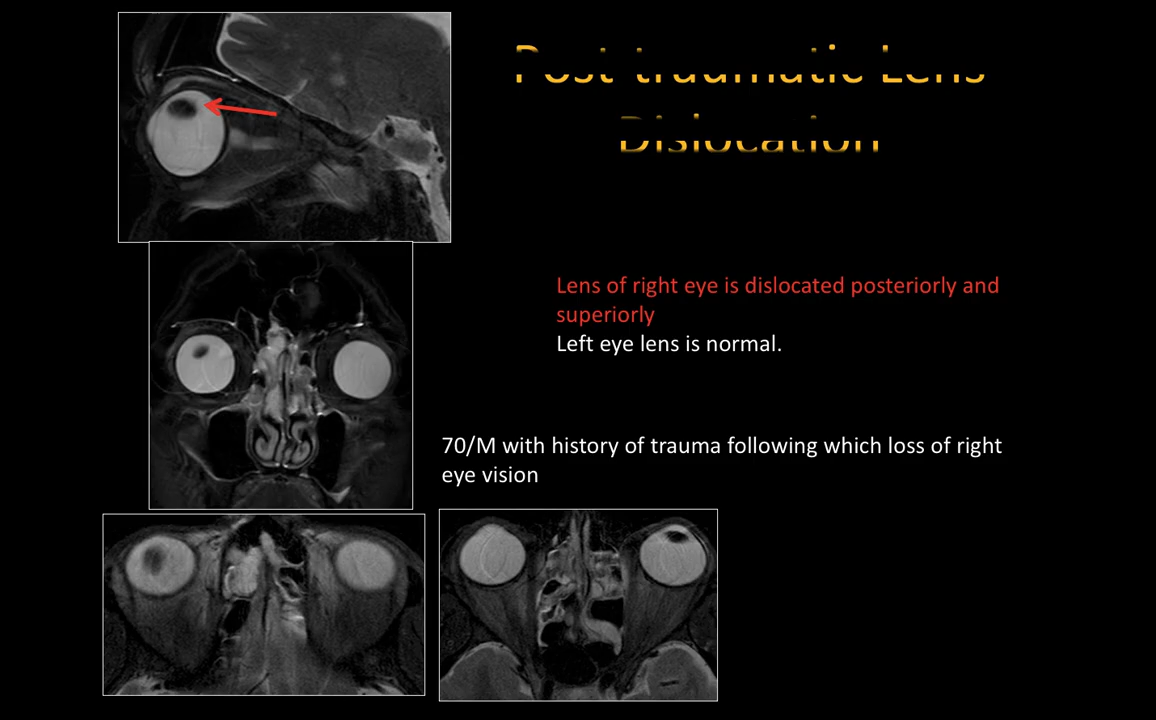 Post-traumatic Lens
Dislocation
Lens of right eye is dislocated posteriorly and
superiorly
Left eye lens is normal.
70/M with history of trauma following which loss of right
eye vision